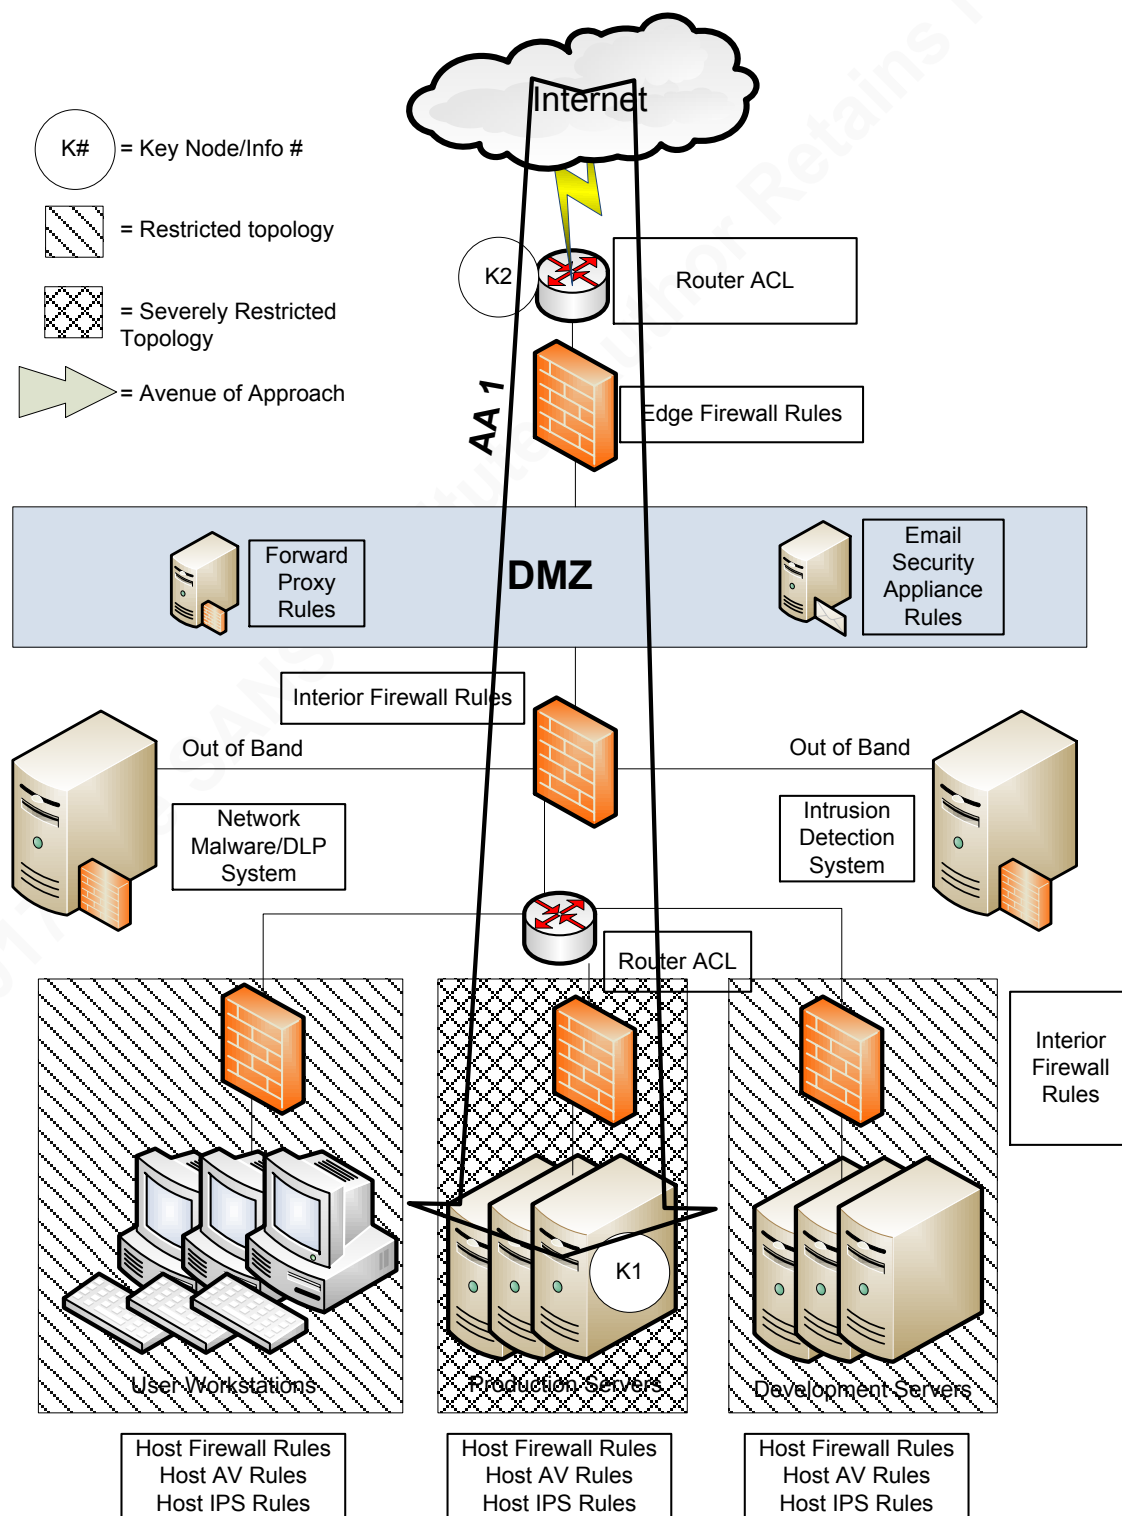 Internet
K#
= Key Node/Info #
= Restricted topology
= Severely Restricted
Topology
= Avenue of Approach
K2
Router ACL
AA 1
Edge Firewall Rules
Forward
Proxy
Rules
DMZ
Email
Security
Appliance
Rules
Interior Firewall Rules
Out of Band
Out of Band
Network
Malware/DLP
System
Intrusion
Detection
System
Router ACL
Interior
Firewall
Rules
K1
User Workstations
Production Servers
Development Servers
Host Firewall Rules
Host AV Rules
Host IPS Rules
Host Firewall Rules
Host AV Rules
Host IPS Rules
Host Firewall Rules
Host AV Rules
Host IPS Rules
Author Retains